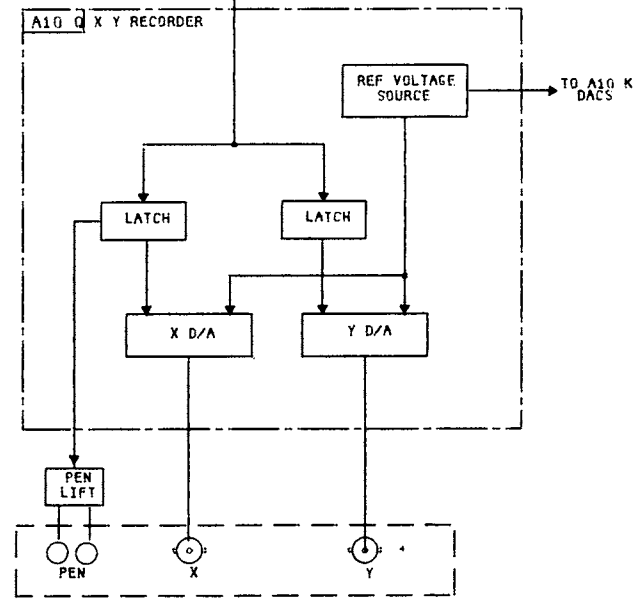 A10 Q X Y RECORDER
REF VOLTAGE
SOURCE
TO A10 K
DACS
LATCH
LATCH
X D/A
Y D/A
PEN
LIFT
PEN
X
Y